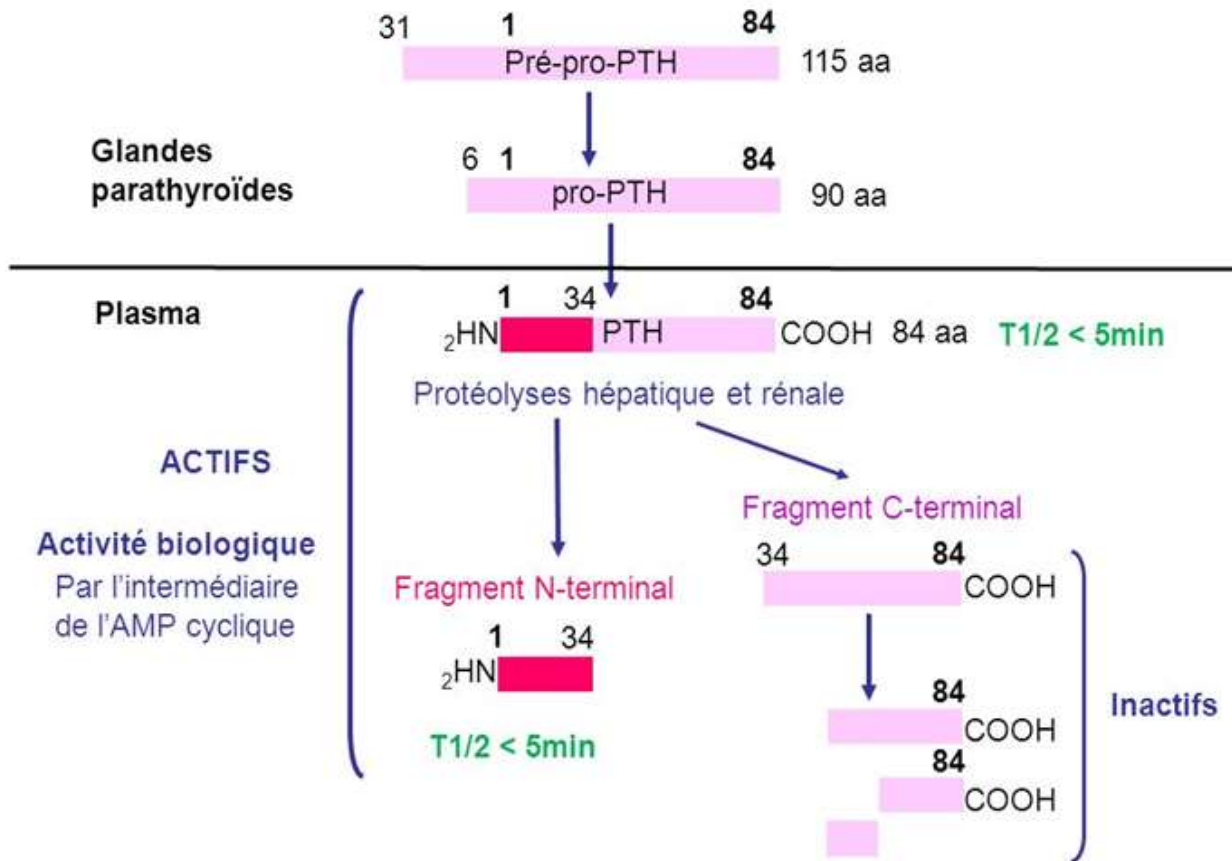 31 1 84
Pré-pro-PTH 115 aa
Glandes
parathyroïdes
6 1 84
pro-PTH 90 aa
Plasma
1 34 84
₂HN PTH COOH 84 aa T1/2 < 5min
Protéolyses hépatique et rénale
ACTIFS
Activité biologique
Par l'intermédiaire
de l'AMP cyclique
Fragment N-terminal
1 34
₂HN
T1/2 < 5min
Fragment C-terminal
34 84
COOH
84
COOH
84
COOH
Inactifs